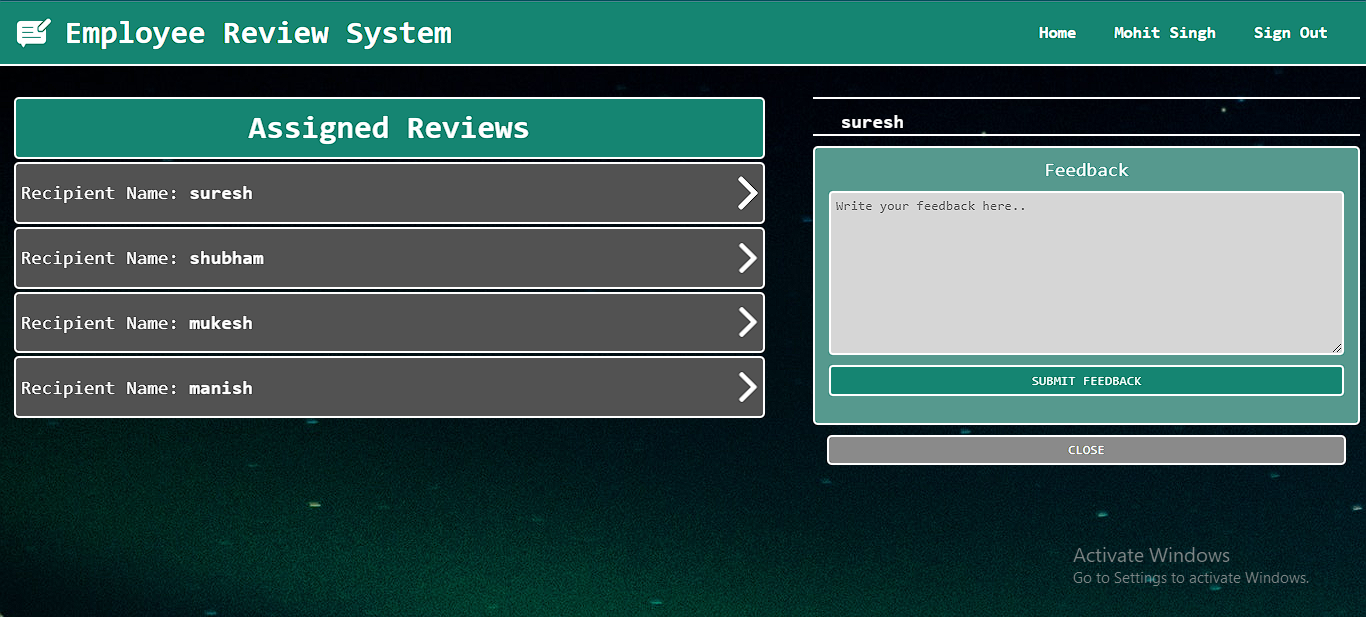 Employee Review System
Home Mohit Singh Sign Out
Assigned Reviews
Recipient Name: suresh
Recipient Name: shubham
Recipient Name: mukesh
Recipient Name: manish
suresh
Feedback
Write your feedback here..
SUBMIT FEEDBACK
CLOSE
Activate Windows
Go to Settings to activate Windows.